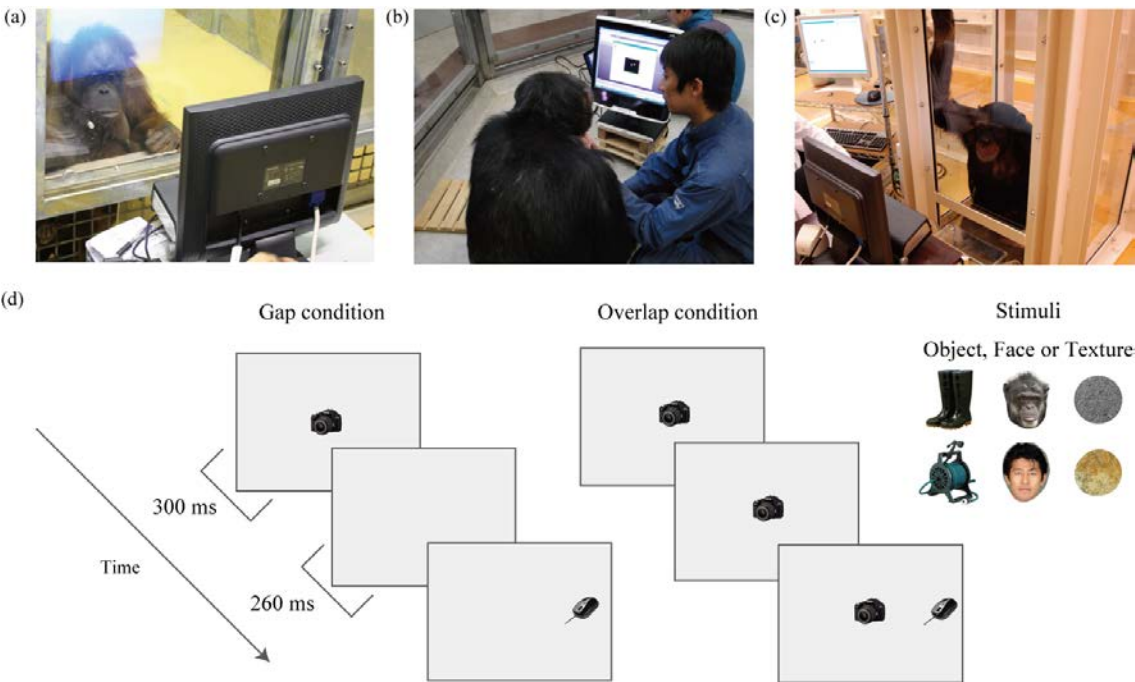 (a)
(b)
(c)
(d)
Gap condition
Overlap condition
Stimuli
Object, Face or Texture
300 ms
Time
260 ms